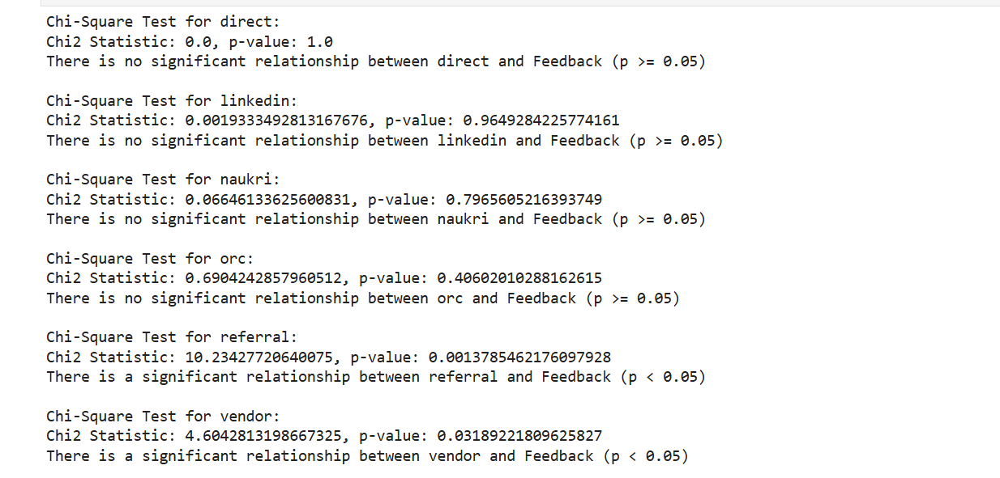 Chi-Square Test for direct:
Chi2 Statistic: 0.0, p-value: 1.0
There is no significant relationship between direct and Feedback (p >= 0.05)
Chi-Square Test for linkedin:
Chi2 Statistic: 0.0019333492813167676, p-value: 0.9649284225774161
There is no significant relationship between linkedin and Feedback (p >= 0.05)
Chi-Square Test for naukri:
Chi2 Statistic: 0.06646133625600831, p-value: 0.7965605216393749
There is no significant relationship between naukri and Feedback (p >= 0.05)
Chi-Square Test for orc:
Chi2 Statistic: 0.6904242857960512, p-value: 0.40602010288162615
There is no significant relationship between orc and Feedback (p >= 0.05)
Chi-Square Test for referral:
Chi2 Statistic: 10.23427720640075, p-value: 0.0013785462176097928
There is a significant relationship between referral and Feedback (p < 0.05)
Chi-Square Test for vendor:
Chi2 Statistic: 4.6042813198667325, p-value: 0.03189221809625827
There is a significant relationship between vendor and Feedback (p < 0.05)